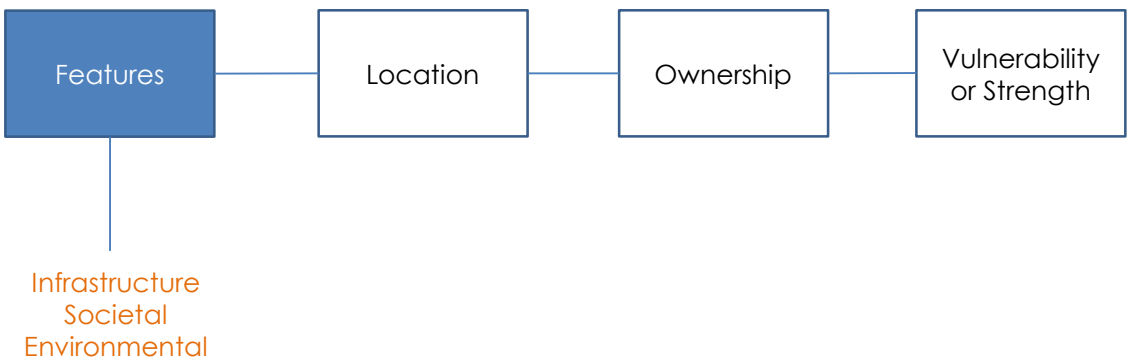 Features
Location
Ownership
Vulnerability
or Strength
Infrastructure
Societal
Environmental